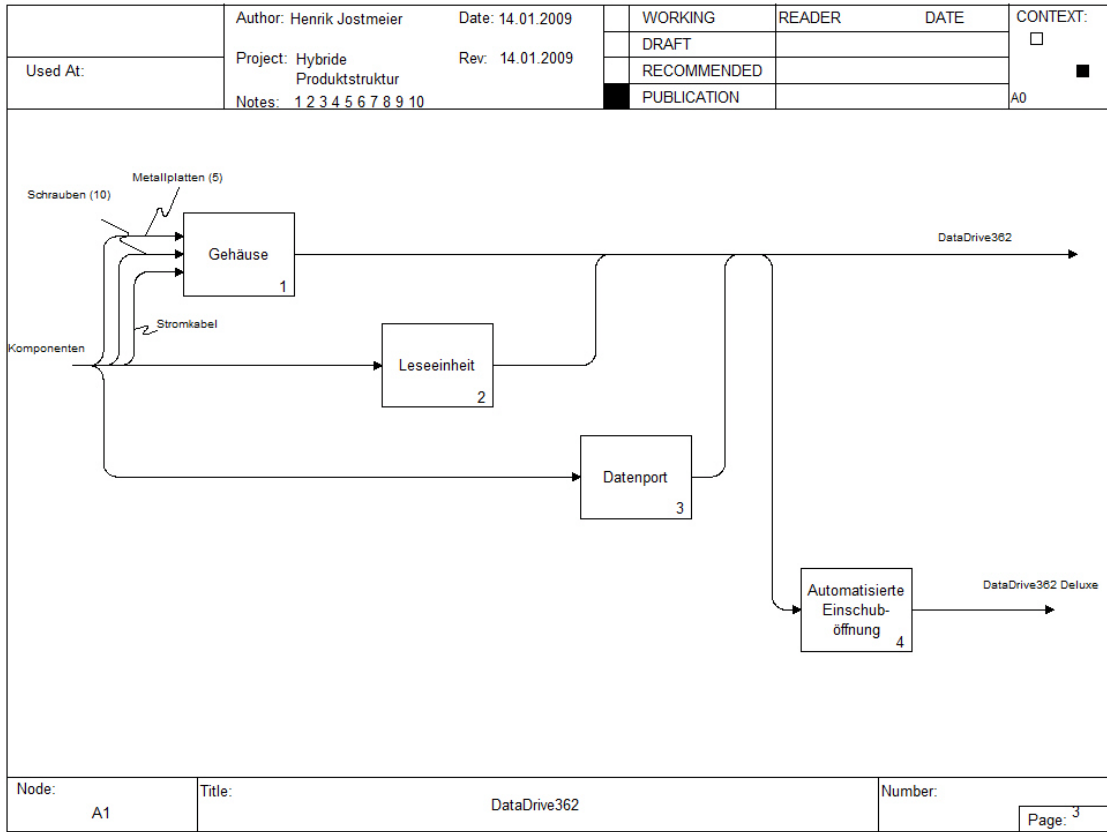 Used At:
Author: Henrik Jostmeier
Date: 14.01.2009
Project: Hybride
Produktstruktur
Rev: 14.01.2009
Notes: 1 2 3 4 5 6 7 8 9 10
WORKING
DRAFT
RECOMMENDED
PUBLICATION
READER DATE
CONTEXT:
A0
Metallplatten (5)
Schrauben (10)
Gehäuse
1
DataDrive362
Stromkabel
Komponenten
Leseeinheit
2
Datenport
3
Automatisierte
Einschub-
öffnung
4
DataDrive362 Deluxe
Node:
A1
Title:
DataDrive362
Number:
Page: 3